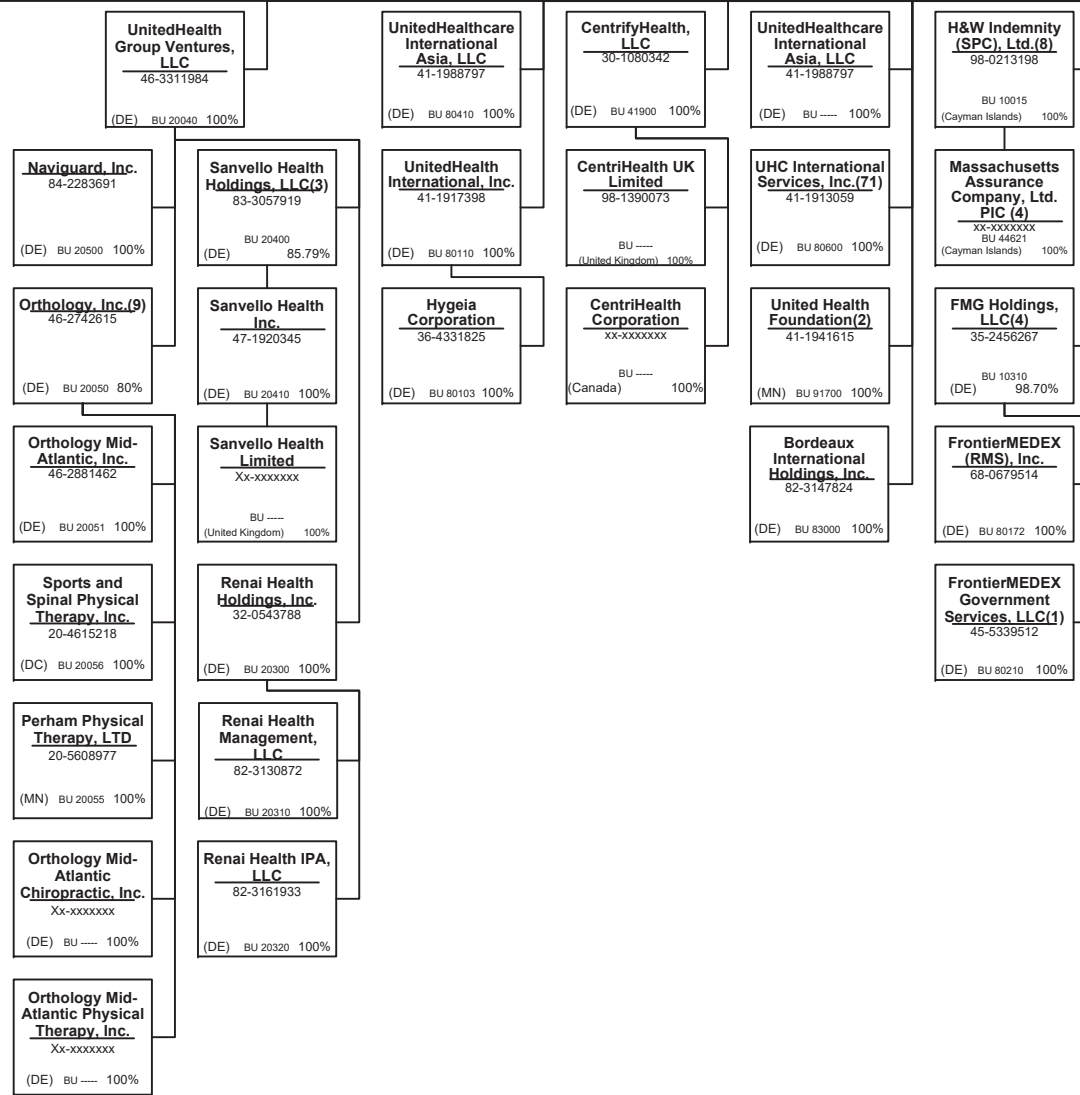 UnitedHealth
Group Ventures,
LLC
46-3311984
(DE) BU 20040 100%
UnitedHealthcare
International
Asia, LLC
41-1988797
(DE) BU 80410 100%
CentrifyHealth,
LLC
30-1080342
(DE) BU 41900 100%
UnitedHealthcare
International
Asia, LLC
41-1988797
(DE) BU ----- 100%
H&W Indemnity
(SPC), Ltd.(8)
98-0213198
BU 10015
(Cayman Islands) 100%
Naviguard, Inc.
84-2283691
(DE) BU 20500 100%
Sanvello Health
Holdings, LLC(3)
83-3057919
BU 20400
(DE) 85.79%
UnitedHealth
International, Inc.
41-1917398
(DE) BU 80110 100%
CentriHealth UK
Limited
98-1390073
BU -----
(United Kingdom) 100%
UHC International
Services, Inc.(71)
41-1913059
(DE) BU 80600 100%
Massachusetts
Assurance
Company, Ltd.
PIC (4)
xx-xxxxxxx
BU 44621
(Cayman Islands) 100%
Orthology, Inc.(9)
46-2742615
(DE) BU 20050 80%
Sanvello Health
Inc.
47-1920345
(DE) BU 20410 100%
Hygeia
Corporation
36-4331825
(DE) BU 80103 100%
CentriHealth
Corporation
xx-xxxxxxx
BU -----
(Canada) 100%
United Health
Foundation(2)
41-1941615
(MN) BU 91700 100%
FMG Holdings,
LLC(4)
35-2456267
BU 10310
(DE) 98.70%
Orthology Mid-
Atlantic, Inc.
46-2881462
(DE) BU 20051 100%
Sanvello Health
Limited
Xx-xxxxxxx
BU -----
(United Kingdom) 100%
Bordeaux
International
Holdings, Inc.
82-3147824
(DE) BU 83000 100%
FrontierMEDEX
(RMS), Inc.
68-0679514
(DE) BU 80172 100%
Sports and
Spinal Physical
Therapy, Inc.
20-4615218
(DC) BU 20056 100%
Renai Health
Holdings, Inc.
32-0543788
(DE) BU 20300 100%
FrontierMEDEX
Government
Services, LLC(1)
45-5339512
(DE) BU 80210 100%
Perham Physical
Therapy, LTD
20-5608977
(MN) BU 20055 100%
Renai Health
Management,
LLC
82-3130872
(DE) BU 20310 100%
Orthology Mid-
Atlantic
Chiropractic, Inc.
Xx-xxxxxxx
(DE) BU ----- 100%
Renai Health IPA,
LLC
82-3161933
(DE) BU 20320 100%
Orthology Mid-
Atlantic Physical
Therapy, Inc.
Xx-xxxxxxx
(DE) BU ----- 100%